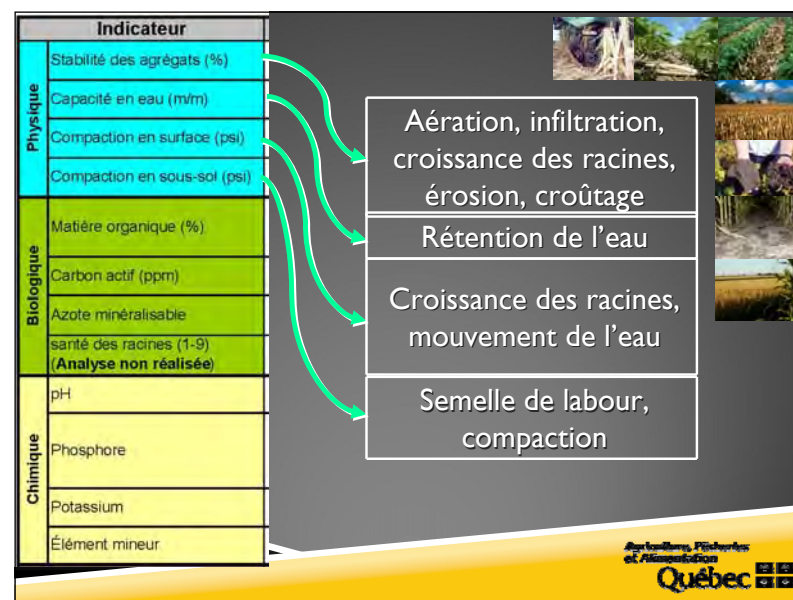 Indicateur
Physique
Stabilité des agrégats (%)
Capacité en eau (m/m)
Compaction en surface (psi)
Compaction en sous-sol (psi)
Biologique
Matière organique (%)
Carbon actif (ppm)
Azote minéralisable
santé des racines (1-9)
(Analyse non réalisée)
Chimique
pH
Phosphore
Potassium
Élément mineur
Aération, infiltration,
croissance des racines,
érosion, croûtage
Rétention de l'eau
Croissance des racines,
mouvement de l'eau
Semelle de labour,
compaction
Agriculture, Pêcheries
et Alimentation
Québec